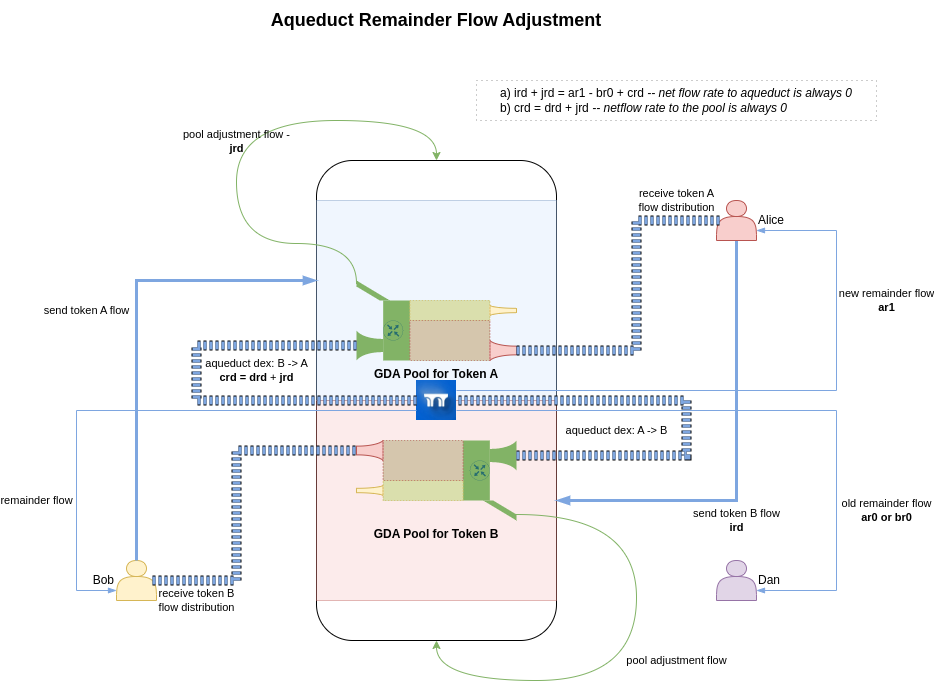 Aqueduct Remainder Flow Adjustment
a) ird + jrd = ar1 - br0 + crd -- net flow rate to aqueduct is always 0
b) crd = drd + jrd -- netflow rate to the pool is always 0
pool adjustment flow -
jrd
receive token A
flow distribution
Alice
send token A flow
new remainder flow
ar1
aqueduct dex: B -> A
crd = drd + jrd
GDA Pool for Token A
aqueduct dex: A -> B
remainder flow
old remainder flow
ar0 or br0
send token B flow
ird
GDA Pool for Token B
Bob
Dan
receive token B
flow distribution
pool adjustment flow